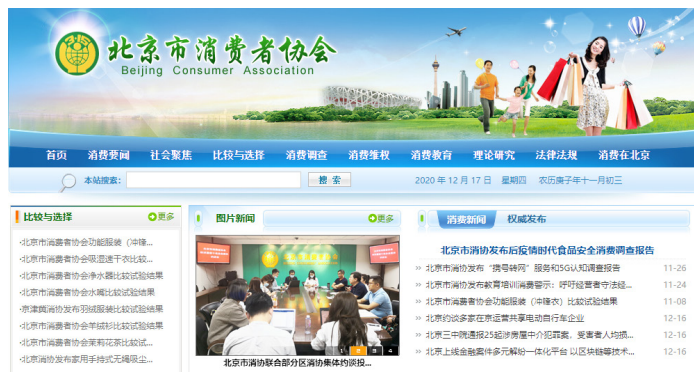 北京市消费者协会
Beijing Consumer Association
首页 消费要闻 社会聚焦 比较与选择 消费调查 消费维权 消费教育 理论研究 法律法规 消费在北京
本站搜索: 搜 索 2020 年 12 月 17 日 星期四 农历庚子年十一月初三
比较与选择 更多
·北京市消费者协会功能服装（冲锋...
·北京市消费者协会吸湿速干衣比较...
·北京市消费者协会净水器比较试验结果
·北京市消费者协会水嘴比较试验结果
·京津冀消协发布羽绒服装比较试验结果
·北京市消费者协会羊绒衫比较试验结果
·北京市消费者协会茉莉花茶比较试...
·北京消协发布家用手持式无绳吸尘...
图片新闻 更多
1 2 3 4
北京市消协联合部分区消协集体约谈投...
消费新闻 权威发布
北京市消协发布后疫情时代食品安全消费调查报告
北京市消协发布“携号转网”服务和5G认知调查报告 11-26
北京市消协发布教育培训消费警示：呼吁经营者守法经... 11-24
北京市消费者协会功能服装（冲锋衣）比较试验结果 11-08
北京约谈多家在京运营共享电动自行车企业 12-16
北京三中院通报25起涉房屋中介犯罪案，受害者人均损... 12-16
北京上线金融案件多元解纷一体化平台 以区块链等技术... 12-16